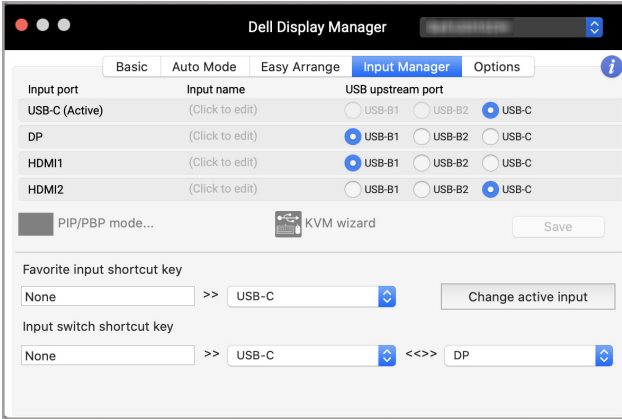 Dell Display Manager
Basic Auto Mode Easy Arrange Input Manager Options i
Input port Input name USB upstream port
USB-C (Active) (Click to edit) USB-B1 USB-B2 USB-C
DP (Click to edit) USB-B1 USB-B2 USB-C
HDMI1 (Click to edit) USB-B1 USB-B2 USB-C
HDMI2 (Click to edit) USB-B1 USB-B2 USB-C
PIP/PBP mode... KVM wizard Save
Favorite input shortcut key
None >> USB-C Change active input
Input switch shortcut key
None >> USB-C <<>> DP